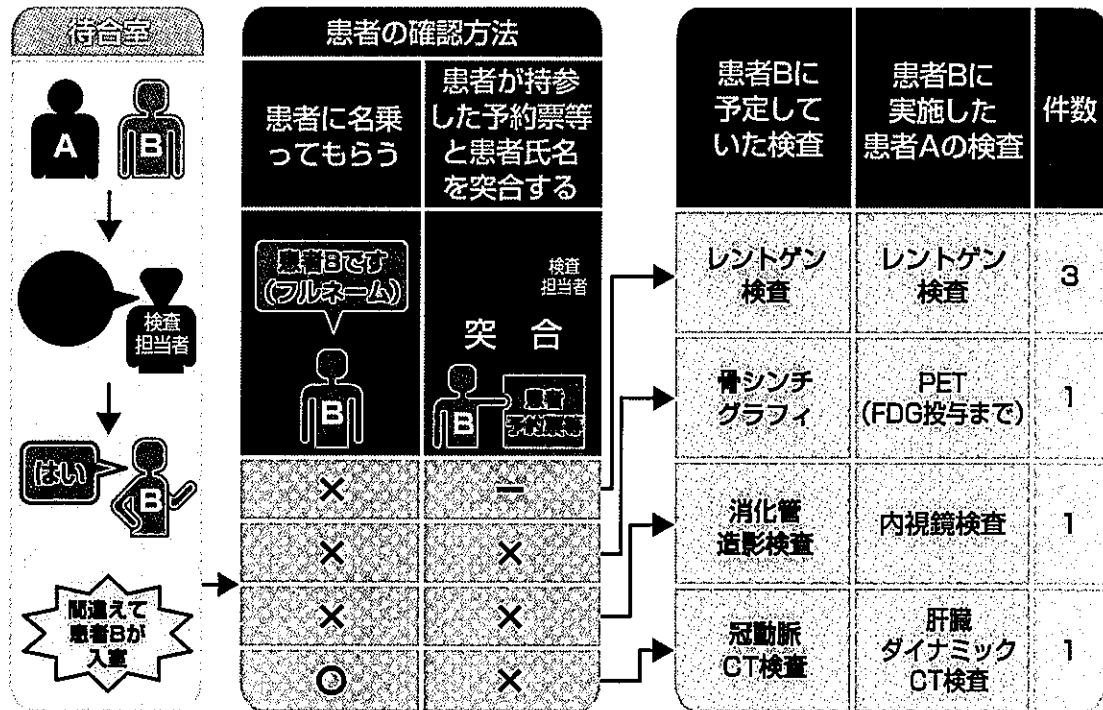 待合室
A
B
検査
担当者
はい
B
間違えて
患者Bが
入室
患者の確認方法
患者に名乗
ってもらう
患者が持参
した予約票等
と患者氏名
を突合する
患者Bです
(フルネーム)
B
検査
担当者
突 合
B
患者
予約票等
× ー
× ×
× ×
○ ×
患者Bに
予定して
いた検査
患者Bに
実施した
患者Aの検査
件数
レントゲン
検査
レントゲン
検査
3
骨シンチ
グラフィ
PET
(FDG投与まで)
1
消化管
造影検査
内視鏡検査
1
冠動脈
CT検査
肝臓
ダイナミック
CT検査
1